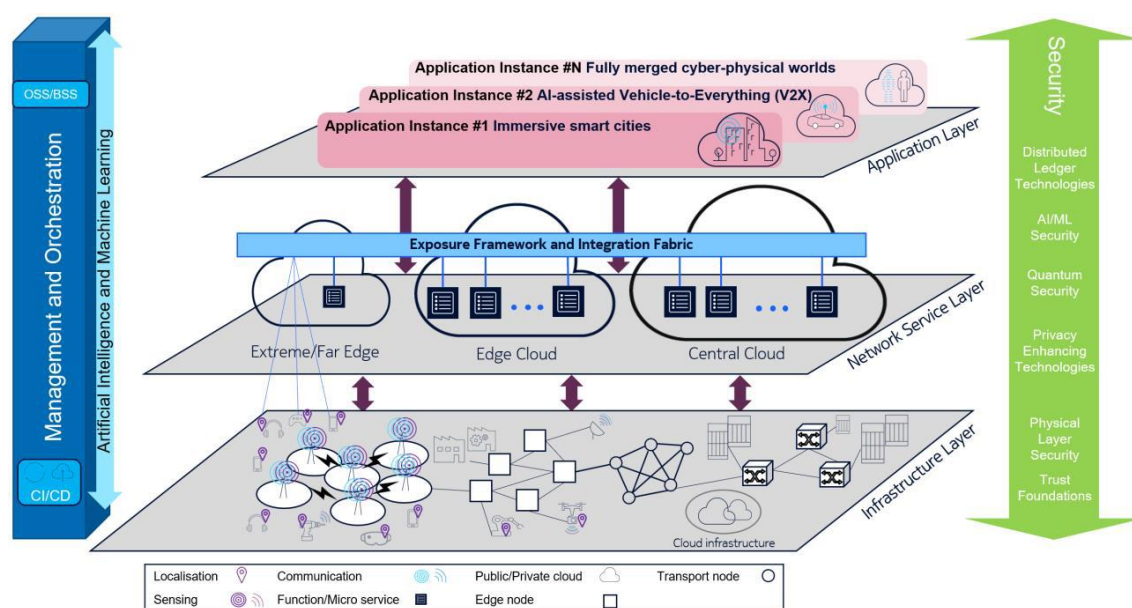 OSS/BSS
Management and Orchestration
CI/CD
Artificial Intelligence and Machine Learning
Application Instance #N Fully merged cyber-physical worlds
Application Instance #2 AI-assisted Vehicle-to-Everything (V2X)
Application Instance #1 Immersive smart cities
Application Layer
Exposure Framework and Integration Fabric
Extreme/Far Edge
Edge Cloud
Central Cloud
Network Service Layer
Cloud infrastructure
Infrastructure Layer
Security
Distributed
Ledger
Technologies
AI/ML
Security
Quantum
Security
Privacy
Enhancing
Technologies
Physical
Layer
Security
Trust
Foundations
Localisation Communication Public/Private cloud Transport node
Sensing Function/Micro service Edge node